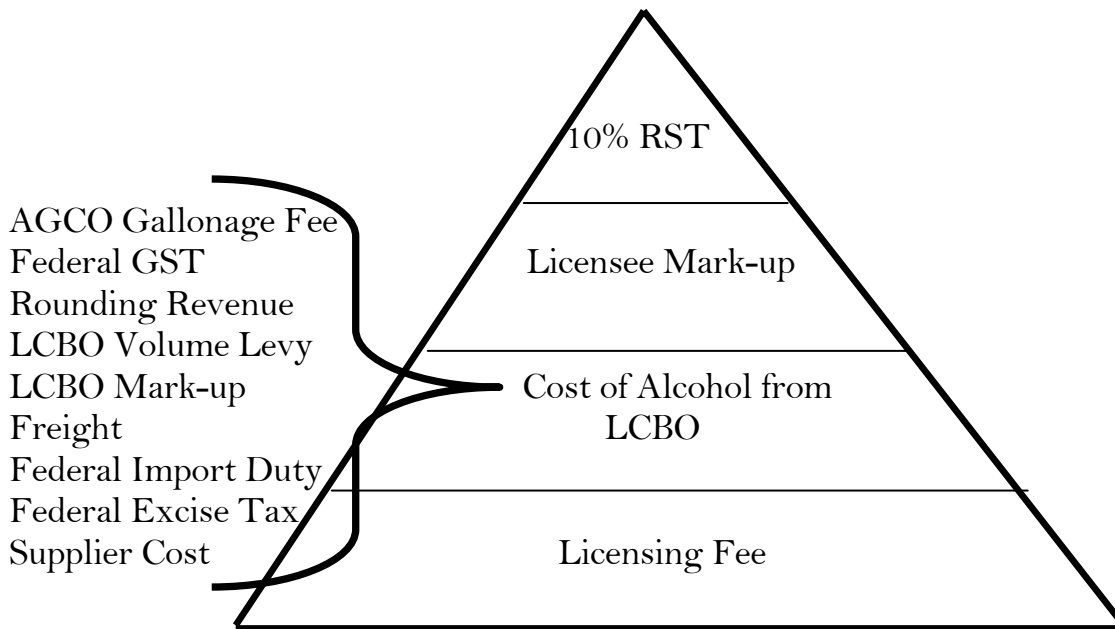 10% RST
AGCO Gallonage Fee
Federal GST
Rounding Revenue
LCBO Volume Levy
LCBO Mark-up
Freight
Federal Import Duty
Federal Excise Tax
Supplier Cost
Licensee Mark-up
Cost of Alcohol from
LCBO
Licensing Fee